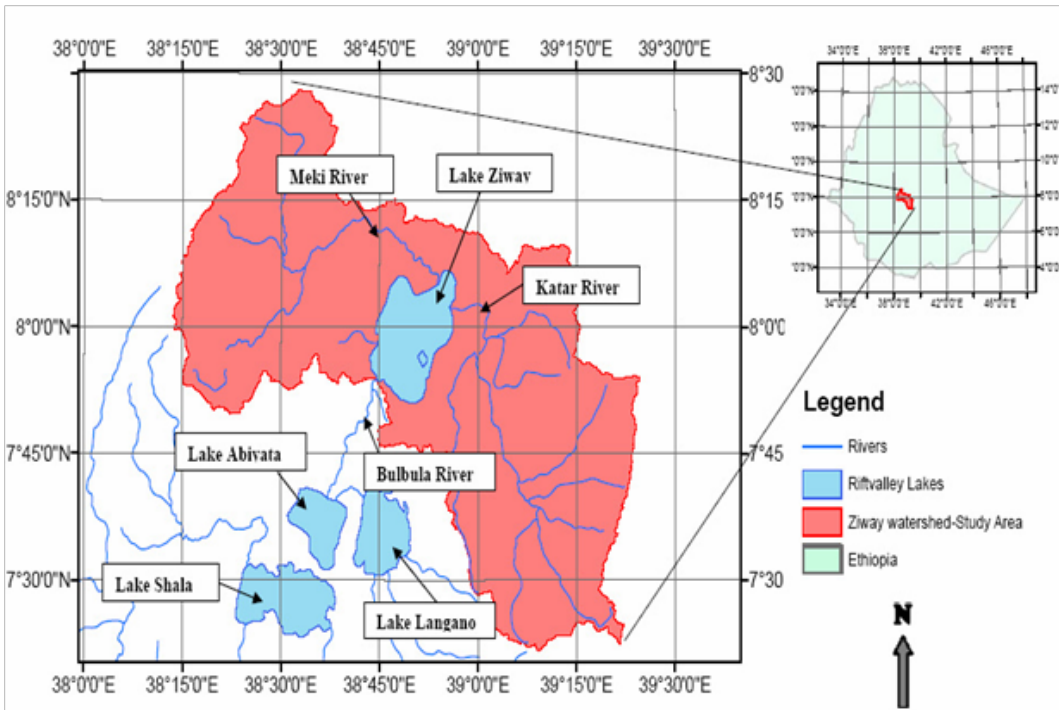 38°0'0"E 38°15'0"E 38°30'0"E 38°45'0"E 39°0'0"E 39°15'0"E 39°30'0"E
8°30
8°15'0"N
8°15
8°0'0"N
8°0'0
7°45'0"N
7°45
7°30'0"N
7°30
38°0'0"E 38°15'0"E 38°30'0"E 38°45'0"E 39°0'0"E 39°15'0"E 39°30'0"E
Meki River
Lake Ziway
Katar River
Lake Abiyata
Bulbula River
Lake Shala
Lake Langano
Legend
Rivers
Riftvalley Lakes
Ziway watershed-Study Area
Ethiopia
N